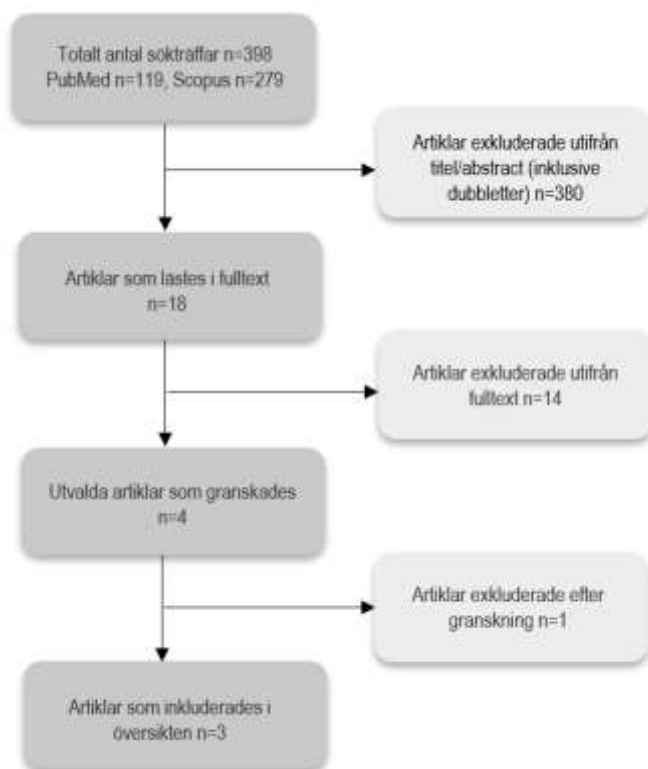 Totalt antal sökträffar n=398
PubMed n=119, Scopus n=279
Artiklar exkluderade utifrån
titel/abstract (inklusive
dubbletter) n=380
Artiklar som lästes i fulltext
n=18
Artiklar exkluderade utifrån
fulltext n=14
Utvalda artiklar som granskades
n=4
Artiklar exkluderade efter
granskning n=1
Artiklar som inkluderades i
översikten n=3